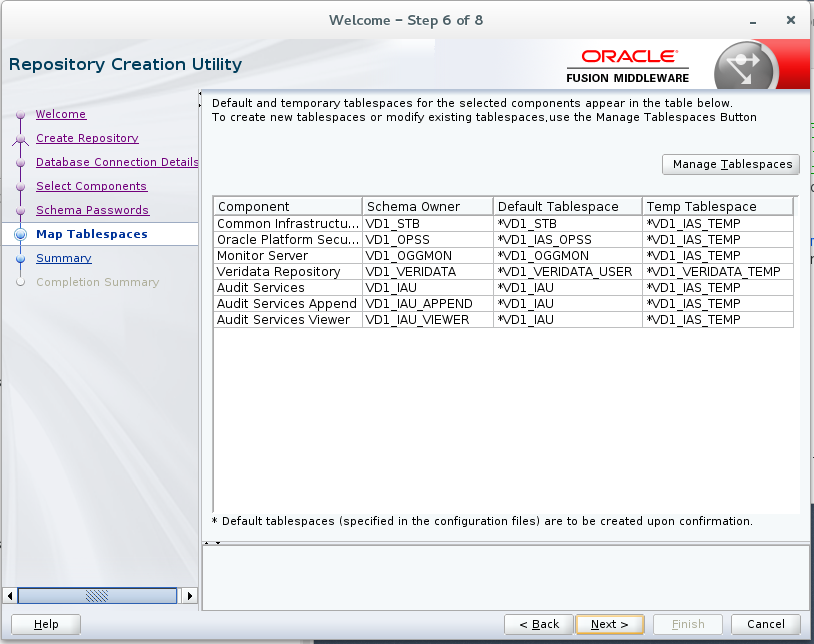 Welcome – Step 6 of 8
Repository Creation Utility
ORACLE
FUSION MIDDLEWARE
Welcome
Create Repository
Database Connection Details
Select Components
Schema Passwords
Map Tablespaces
Summary
Completion Summary
Default and temporary tablespaces for the selected components appear in the table below.
To create new tablespaces or modify existing tablespaces,use the Manage Tablespaces Button
Manage Tablespaces
Component Schema Owner Default Tablespace Temp Tablespace
Common Infrastructu... VD1_STB *VD1_STB *VD1_IAS_TEMP
Oracle Platform Secu... VD1_OPSS *VD1_IAS_OPSS *VD1_IAS_TEMP
Monitor Server VD1_OGGMON *VD1_OGGMON *VD1_IAS_TEMP
Veridata Repository VD1_VERIDATA *VD1_VERIDATA_USER *VD1_VERIDATA_TEMP
Audit Services VD1_IAU *VD1_IAU *VD1_IAS_TEMP
Audit Services Append VD1_IAU_APPEND *VD1_IAU *VD1_IAS_TEMP
Audit Services Viewer VD1_IAU_VIEWER *VD1_IAU *VD1_IAS_TEMP
* Default tablespaces (specified in the configuration files) are to be created upon confirmation.
Help < Back Next > Finish Cancel